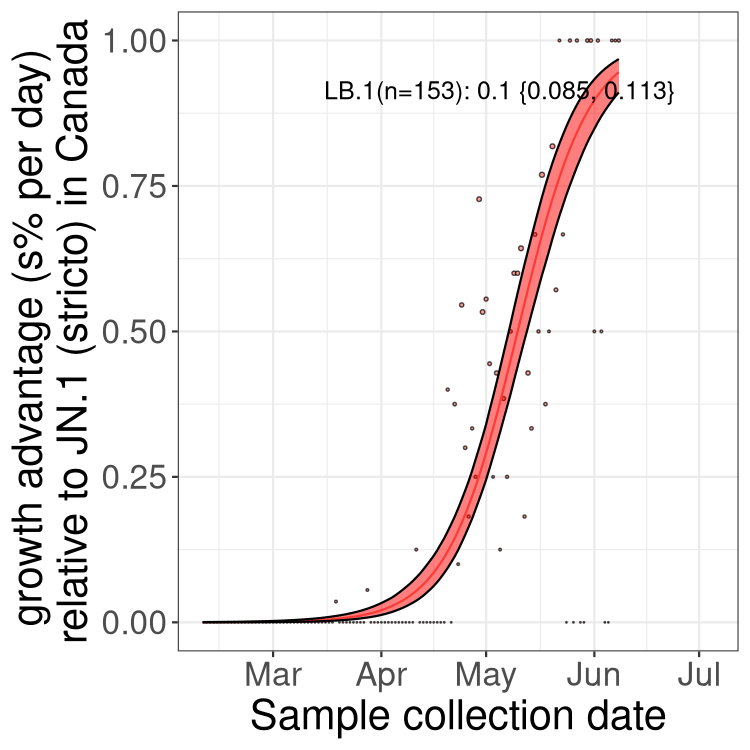 growth advantage (s% per day)
relative to JN.1 (stricto) in Canada
1.00
0.75
0.50
0.25
0.00
LB.1(n=153): 0.1 {0.085, 0.113}
Mar Apr May Jun Jul
Sample collection date